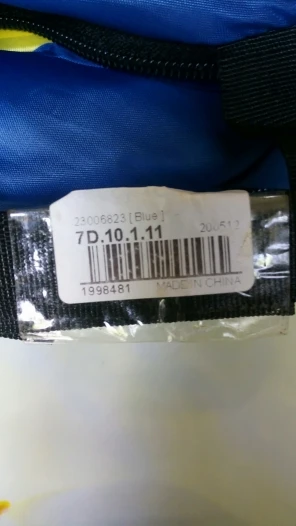 23006823 [ Blue ]
7D.10.1.11 200512
1998481 MADE IN CHINA